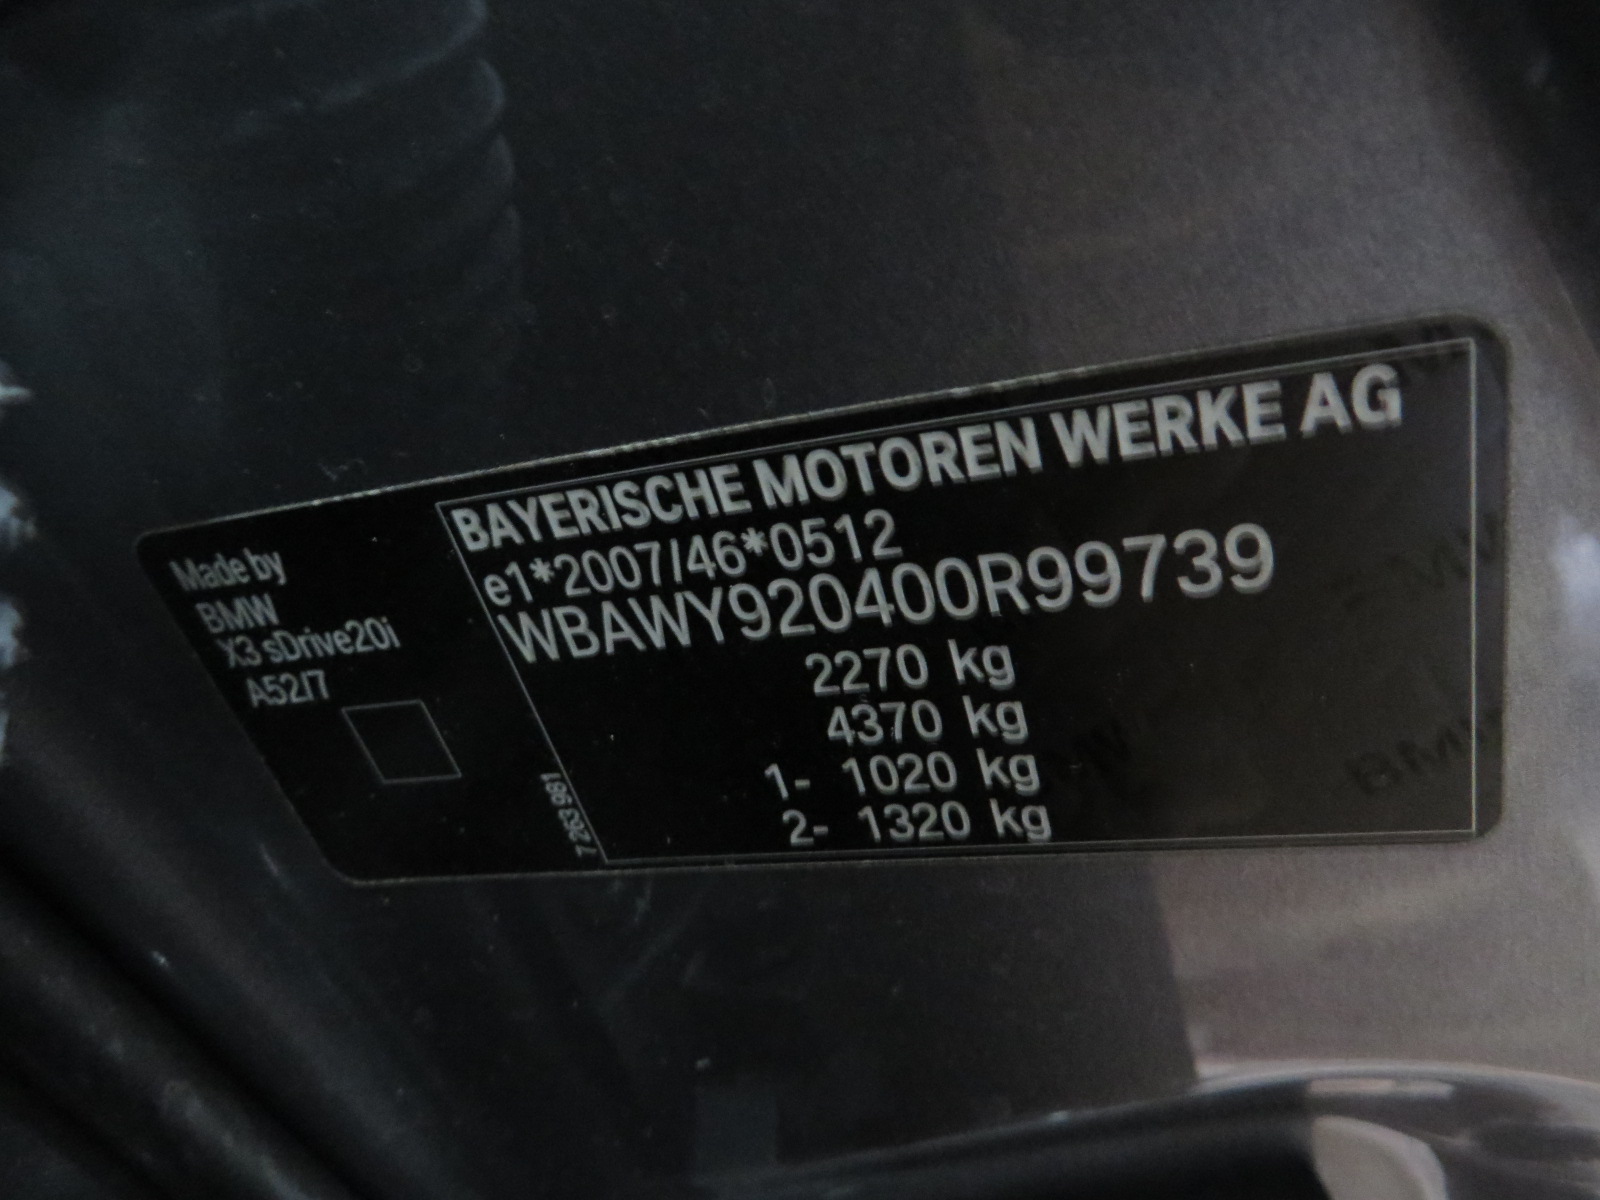 BAYERISCHE MOTOREN WERKE AG
e1*2007/46*0512
WBAWY920400R99739
2270 kg
4370 kg
1- 1020 kg
2- 1320 kg
Made by
BMW
X3 sDrive20i
A52/7
7 263 981
BMW